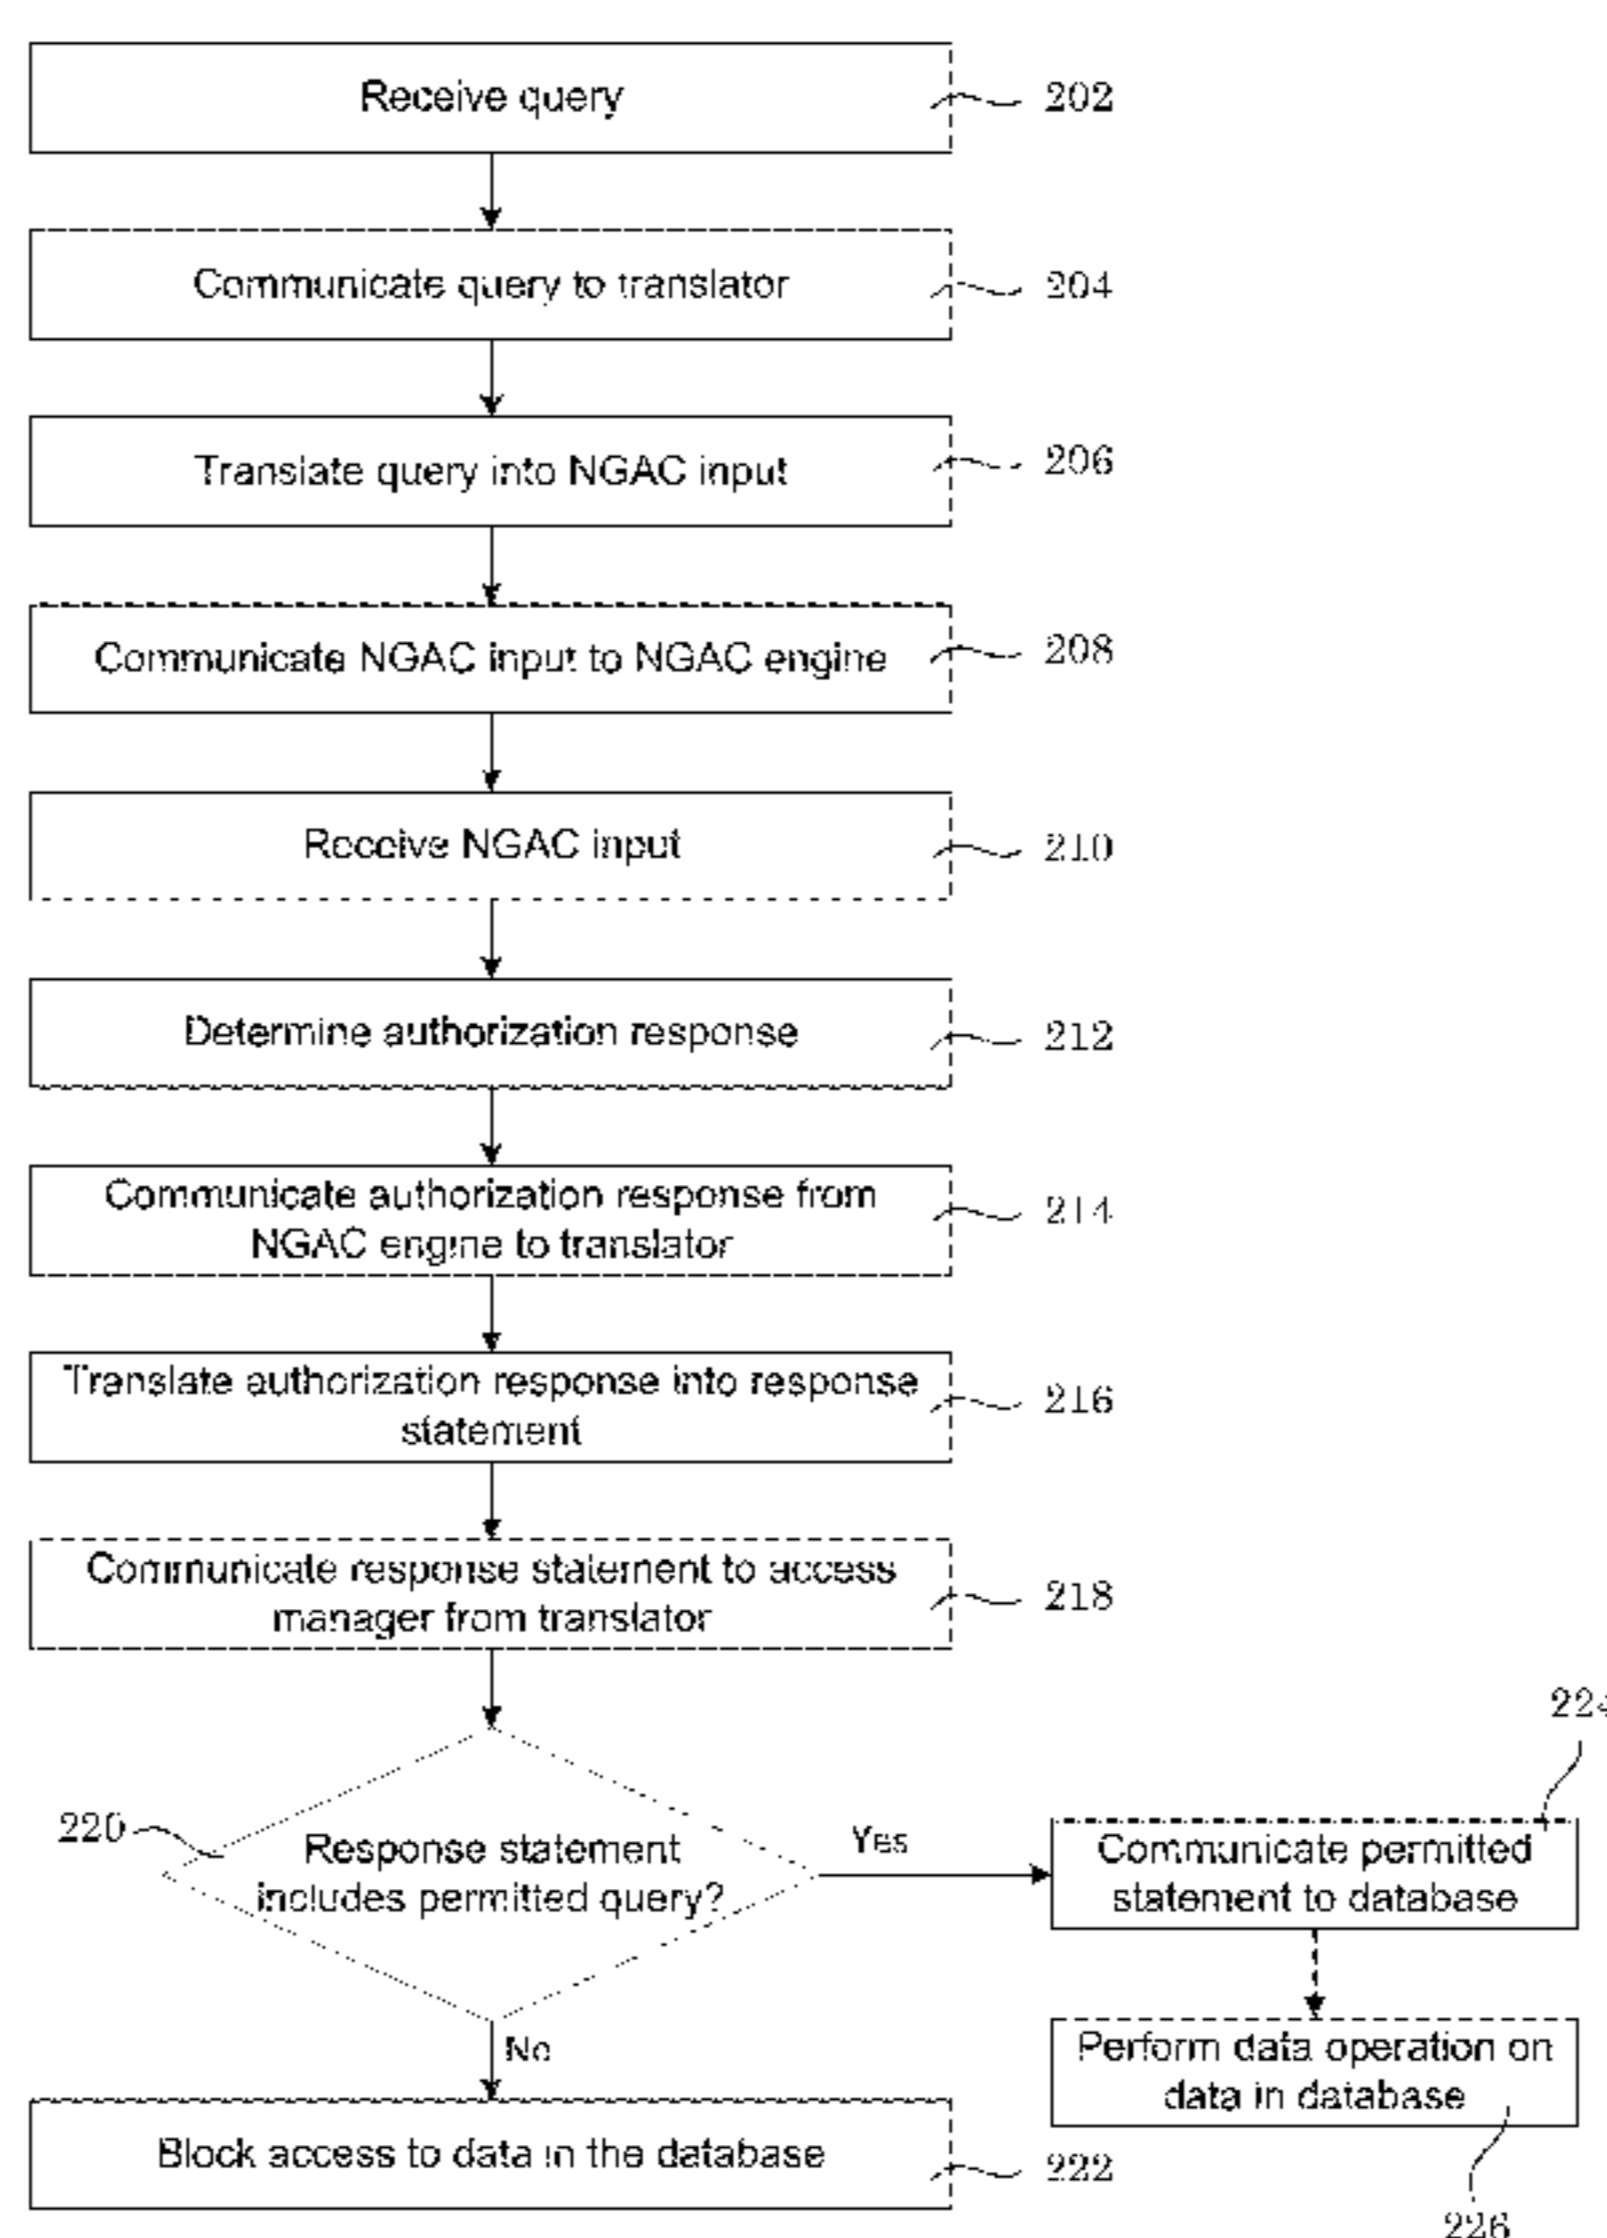 Receive query
202
Communicate query to translator
204
Translate query into NGAC input
206
Communicate NGAC input to NGAC engine
208
Receive NGAC input
210
Determine authorization response
212
Communicate authorization response from
NGAC engine to translator
214
Translate authorization response into response
statement
216
Communicate response statement to access
manager from translator
218
220
Response statement
includes permitted query?
Yes
No
224
Communicate permitted
statement to database
Perform data operation on
data in database
226
Block access to data in the database
222